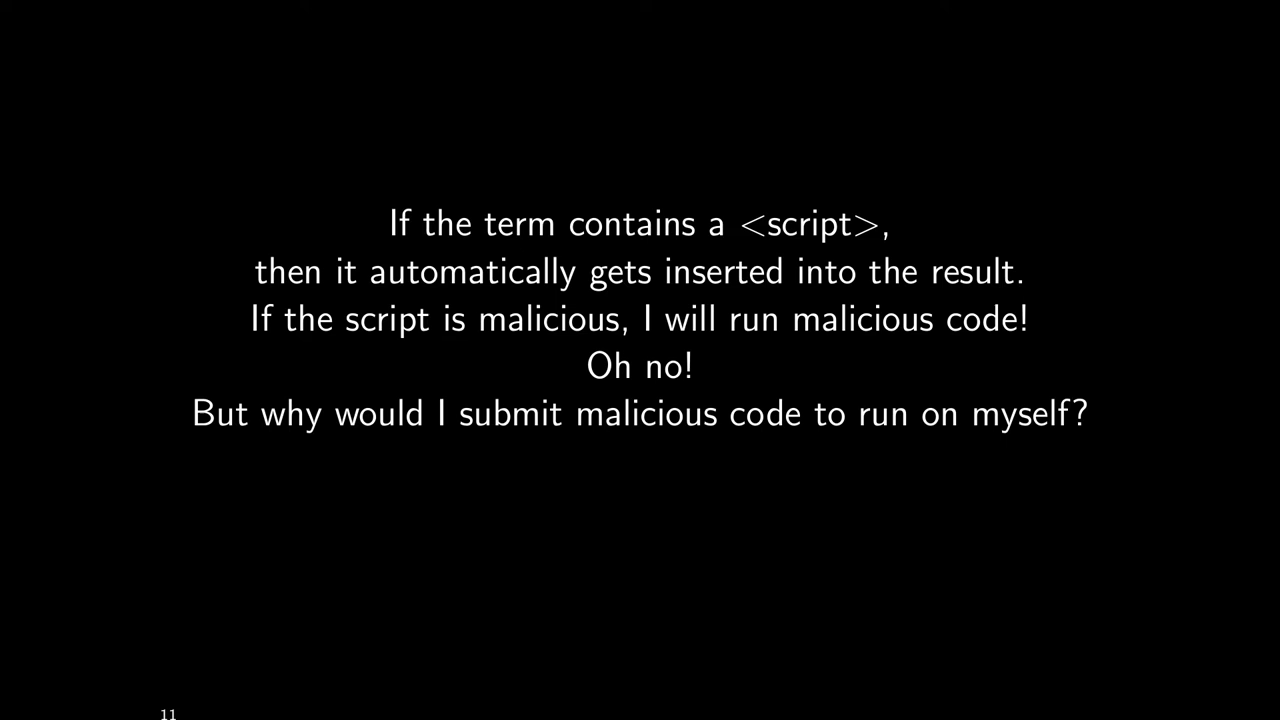 If the term contains a <script>,
then it automatically gets inserted into the result.
If the script is malicious, I will run malicious code!
Oh no!
But why would I submit malicious code to run on myself?
11